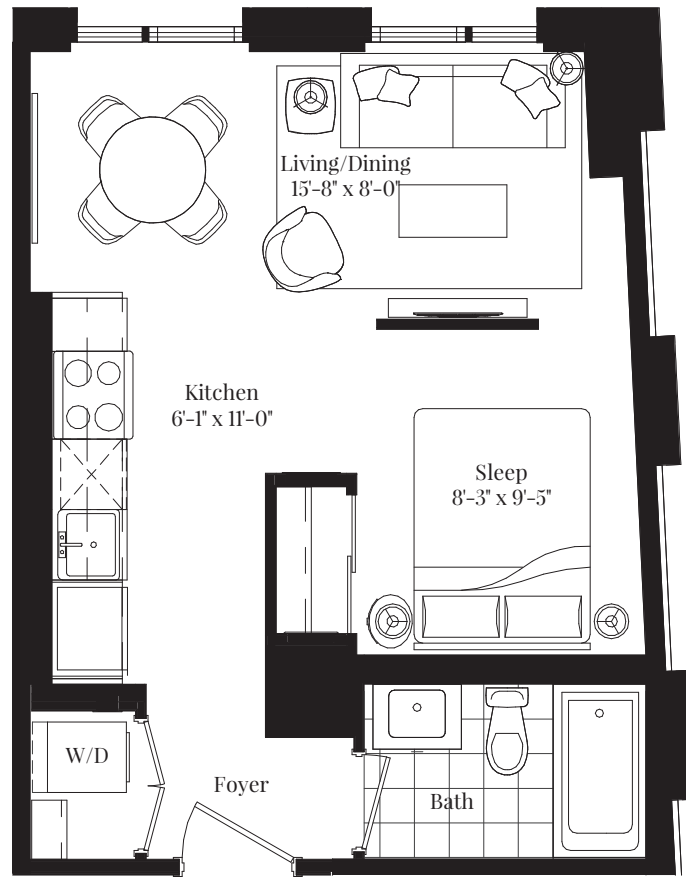 Living/Dining
15'-8" x 8'-0"
Kitchen
6'-1" x 11'-0"
Sleep
8'-3" x 9'-5"
W/D
Foyer
Bath